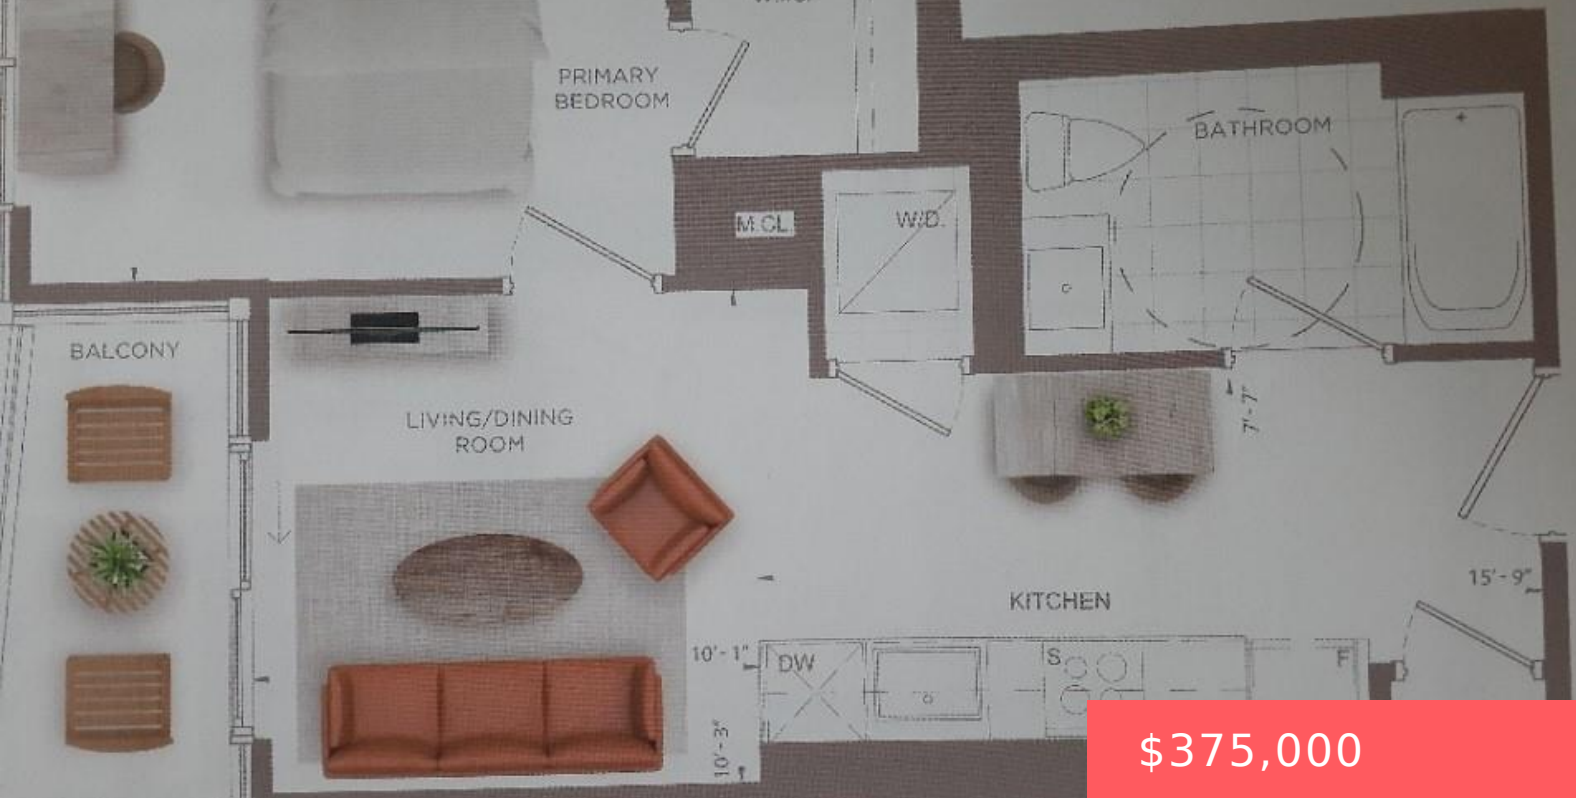 PRIMARY
BEDROOM
BATHROOM
M.CL.
W/D.
BALCONY
LIVING/DINING
ROOM
7'-7"
15'-9"
KITCHEN
10'-1"
DW
S
F
10'-3"
$375,000